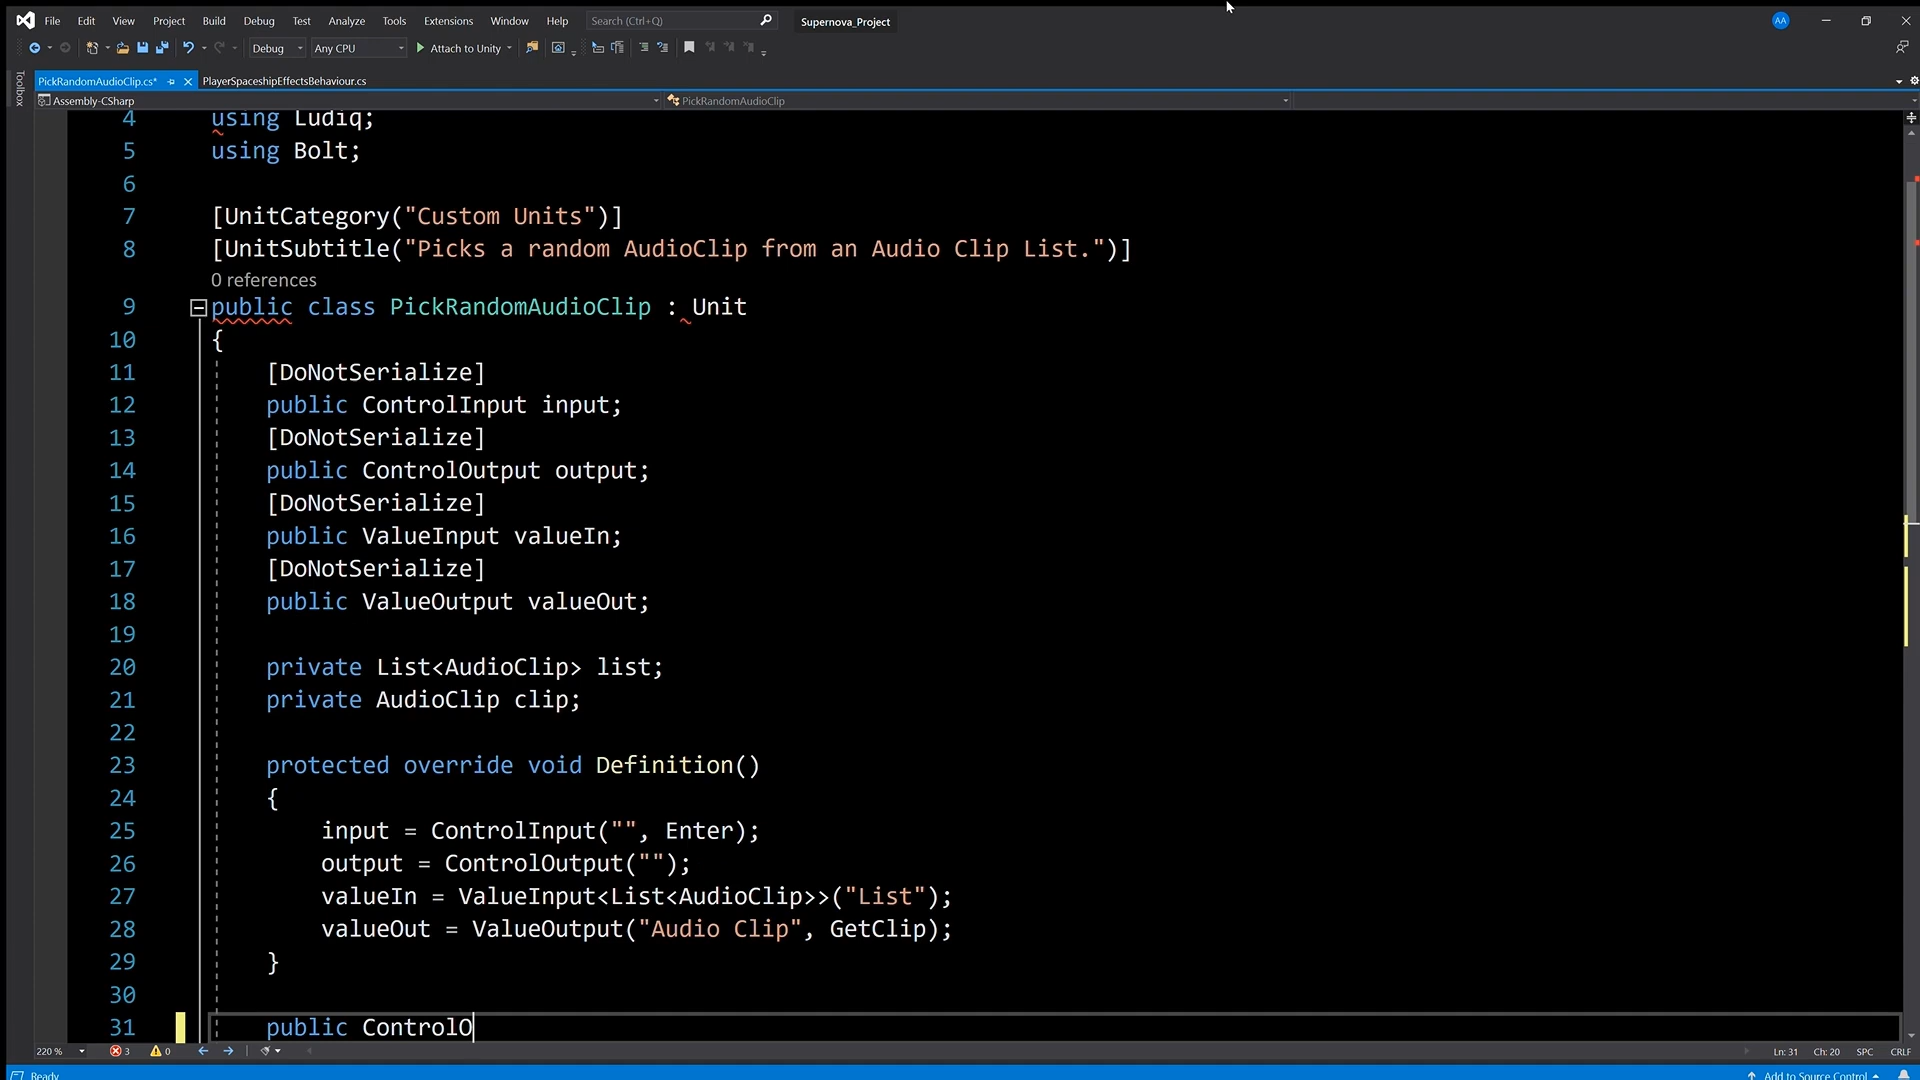 File Edit View Project Build Debug Test Analyze Tools Extensions Window Help Search (Ctrl+Q) Supernova_Project AA
Debug Any CPU Attach to Unity
Toolbox
PickRandomAudioClip.cs* PlayerSpaceshipEffectsBehaviour.cs
Assembly-CSharp PickRandomAudioClip
4 using Ludiq;
5 using Bolt;
6
7 [UnitCategory("Custom Units")]
8 [UnitSubtitle("Picks a random AudioClip from an Audio Clip List.")]
0 references
9 public class PickRandomAudioClip : Unit
10 {
11 [DoNotSerialize]
12 public ControlInput input;
13 [DoNotSerialize]
14 public ControlOutput output;
15 [DoNotSerialize]
16 public ValueInput valueIn;
17 [DoNotSerialize]
18 public ValueOutput valueOut;
19
20 private List<AudioClip> list;
21 private AudioClip clip;
22
23 protected override void Definition()
24 {
25 input = ControlInput("", Enter);
26 output = ControlOutput("");
27 valueIn = ValueInput<List<AudioClip>>("List");
28 valueOut = ValueOutput("Audio Clip", GetClip);
29 }
30
31 public ControlO
220 % 3 0 Ln: 31 Ch: 20 SPC CRLF
Ready Add to Source Control